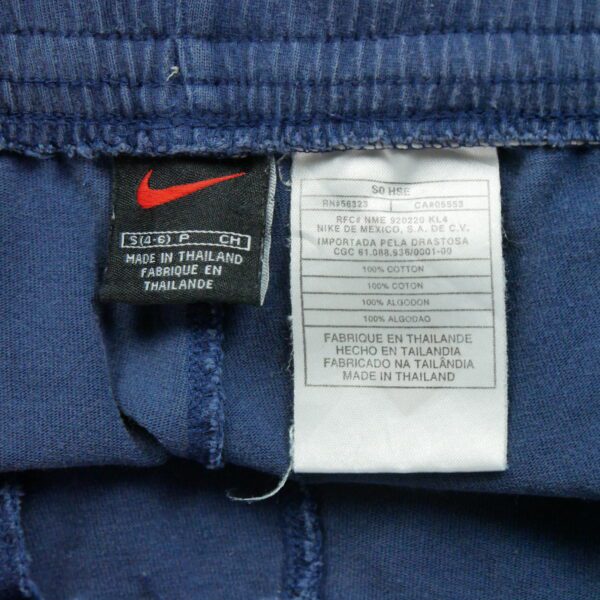 S(4-6) P CH
MADE IN THAILAND
FABRIQUE EN
THAILANDE
S0 HSE
RN#56323 CA#05553
RFC# NME 920220 KL4
NIKE DE MEXICO, S.A. DE C.V.
IMPORTADA PELA DRASTOSA
CGC 61.088.936/0001-00
100% COTTON
100% COTON
100% ALGODON
100% ALGODAO
FABRIQUE EN THAILANDE
HECHO EN TAILANDIA
FABRICADO NA TAILÂNDIA
MADE IN THAILAND